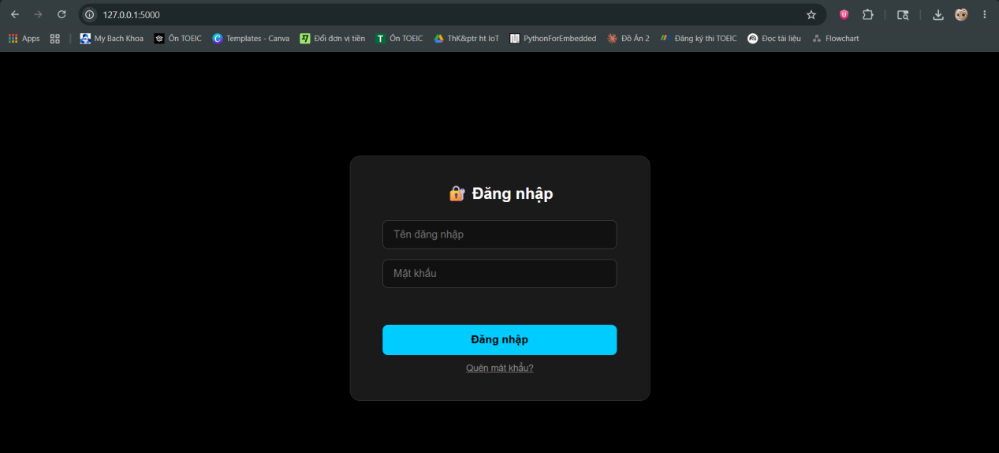 127.0.0.1:5000
Apps My Bach Khoa Ôn TOEIC Templates - Canva Đổi đơn vị tiền Ôn TOEIC ThK&ptr ht IoT PythonForEmbedded Đồ Án 2 Đăng ký thi TOEIC Đọc tài liệu Flowchart
Đăng nhập
Tên đăng nhập
Mật khẩu
Đăng nhập
Quên mật khẩu?